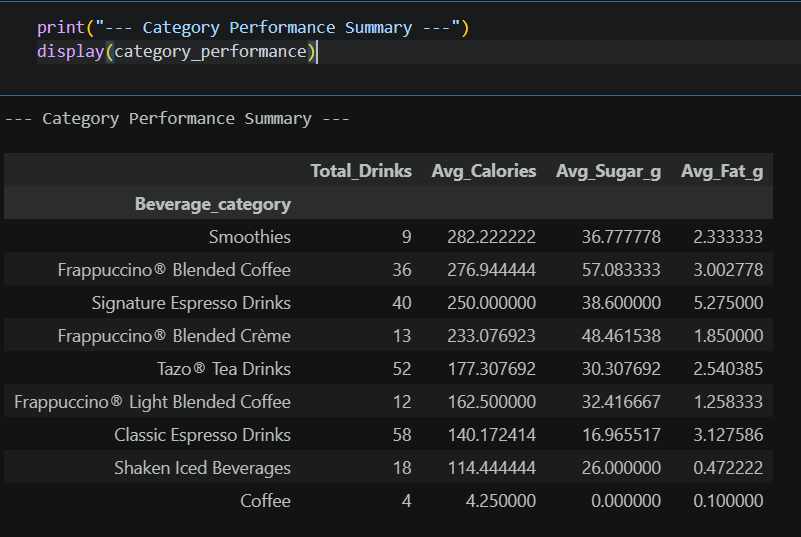 print("--- Category Performance Summary ---")
display(category_performance)
--- Category Performance Summary ---
Total_Drinks Avg_Calories Avg_Sugar_g Avg_Fat_g
Beverage_category
Smoothies 9 282.222222 36.777778 2.333333
Frappuccino® Blended Coffee 36 276.944444 57.083333 3.002778
Signature Espresso Drinks 40 250.000000 38.600000 5.275000
Frappuccino® Blended Crème 13 233.076923 48.461538 1.850000
Tazo® Tea Drinks 52 177.307692 30.307692 2.540385
Frappuccino® Light Blended Coffee 12 162.500000 32.416667 1.258333
Classic Espresso Drinks 58 140.172414 16.965517 3.127586
Shaken Iced Beverages 18 114.444444 26.000000 0.472222
Coffee 4 4.250000 0.000000 0.100000